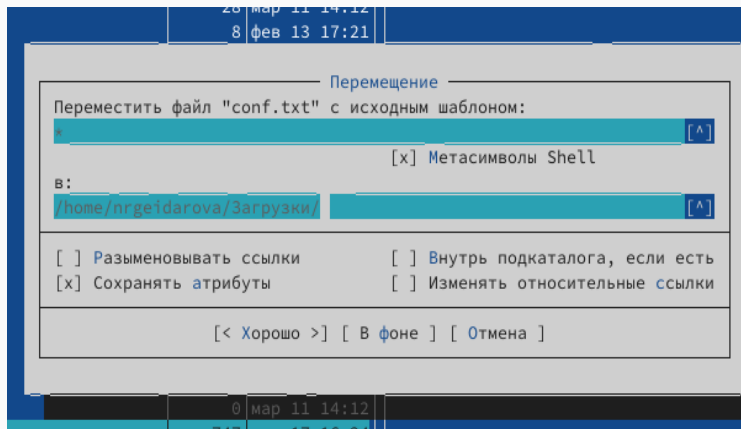 28 мар 11 14:12
8 фев 13 17:21
Перемещение
Переместить файл "conf.txt" с исходным шаблоном:
* [^]
[x] Метасимволы Shell
в:
/home/nrgeidarova/Загрузки/ [^]
[ ] Разыменовывать ссылки [ ] Внутрь подкаталога, если есть
[x] Сохранять атрибуты [ ] Изменять относительные ссылки
[< Хорошо >] [ В фоне ] [ Отмена ]
0 мар 11 14:12